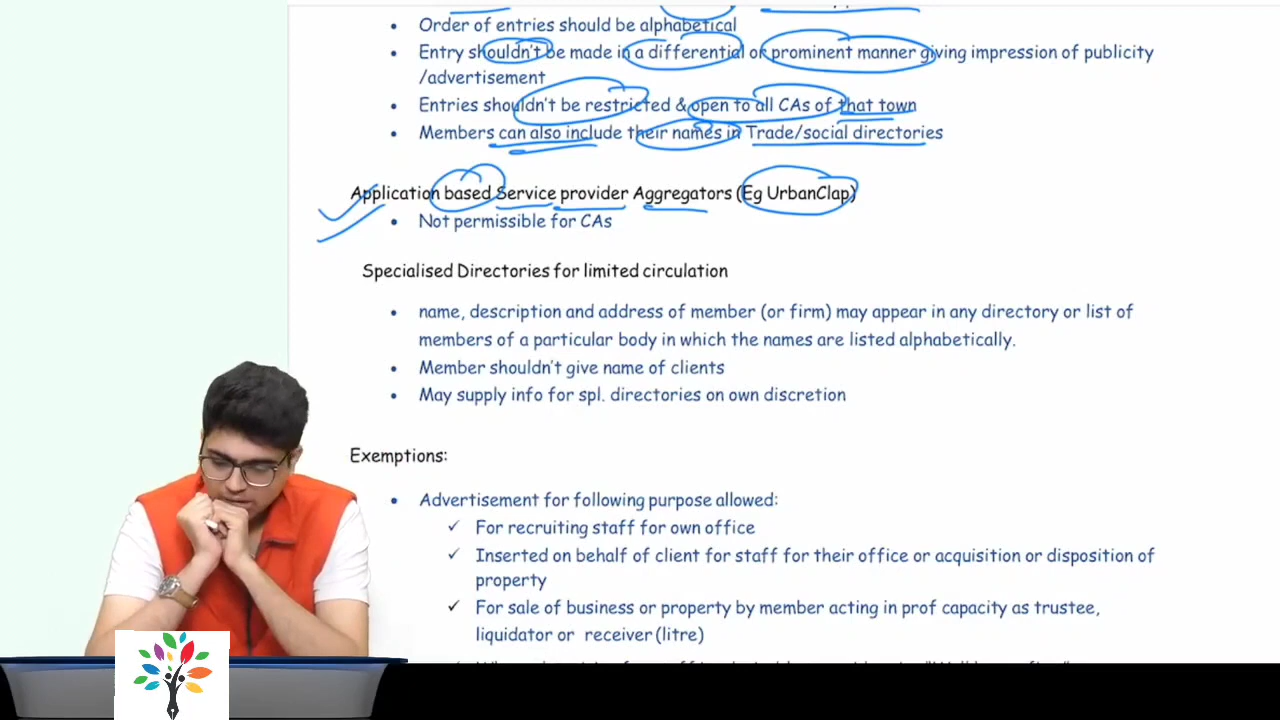 Order of entries should be alphabetical
Entry shouldn't be made in a differential or prominent manner giving impression of publicity
/advertisement
Entries shouldn't be restricted & open to all CAs of that town
Members can also include their names in Trade/social directories
Application based Service provider Aggregators (Eg UrbanClap)
Not permissible for CAs
Specialised Directories for limited circulation
name, description and address of member (or firm) may appear in any directory or list of
members of a particular body in which the names are listed alphabetically.
Member shouldn't give name of clients
May supply info for spl. directories on own discretion
Exemptions:
Advertisement for following purpose allowed:
For recruiting staff for own office
Inserted on behalf of client for staff for their office or acquisition or disposition of
property
For sale of business or property by member acting in prof capacity as trustee,
liquidator or receiver (litre)